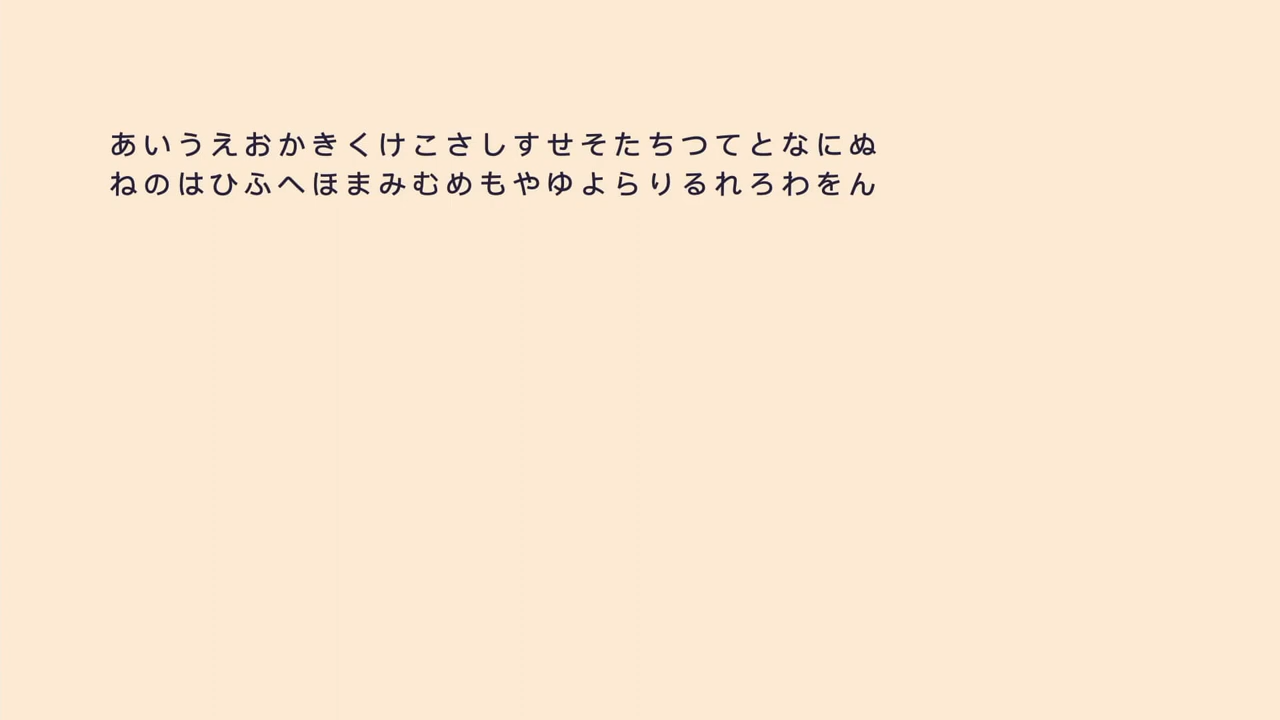 あいうえおかきくけこさしすせそたちつてとなにぬ
ねのはひふへほまみむめもやゆよらりるれろわをん